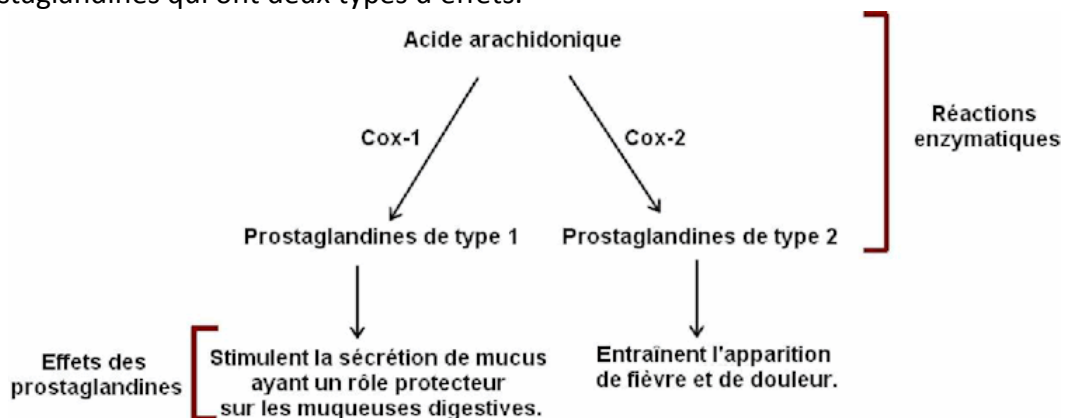 prostaglandines qui ont deux types d'effets.
Acide arachidonique
Cox-1
Cox-2
Réactions
enzymatiques
Prostaglandines de type 1
Prostaglandines de type 2
Effets des
prostaglandines
Stimulent la sécrétion de mucus
ayant un rôle protecteur
sur les muqueuses digestives.
Entraînent l'apparition
de fièvre et de douleur.